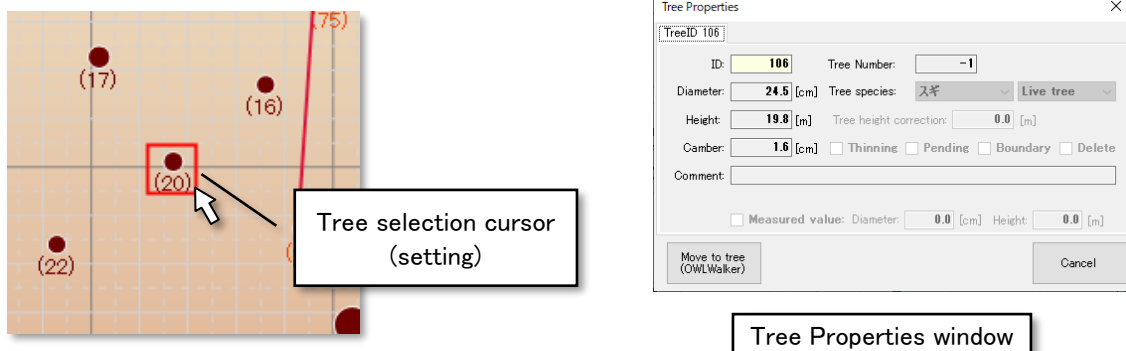 (75)
(17)
(16)
(20)
(22)
(
Tree selection cursor
(setting)
Tree Properties
TreeID 106
ID: 106 Tree Number: -1
Diameter: 24.5 [cm] Tree species: スギ Live tree
Height: 19.8 [m] Tree height correction: 0.0 [m]
Camber: 1.6 [cm] Thinning Pending Boundary Delete
Comment:
Measured value: Diameter: 0.0 [cm] Height: 0.0 [m]
Move to tree
(OWLWalker)
Cancel
Tree Properties window